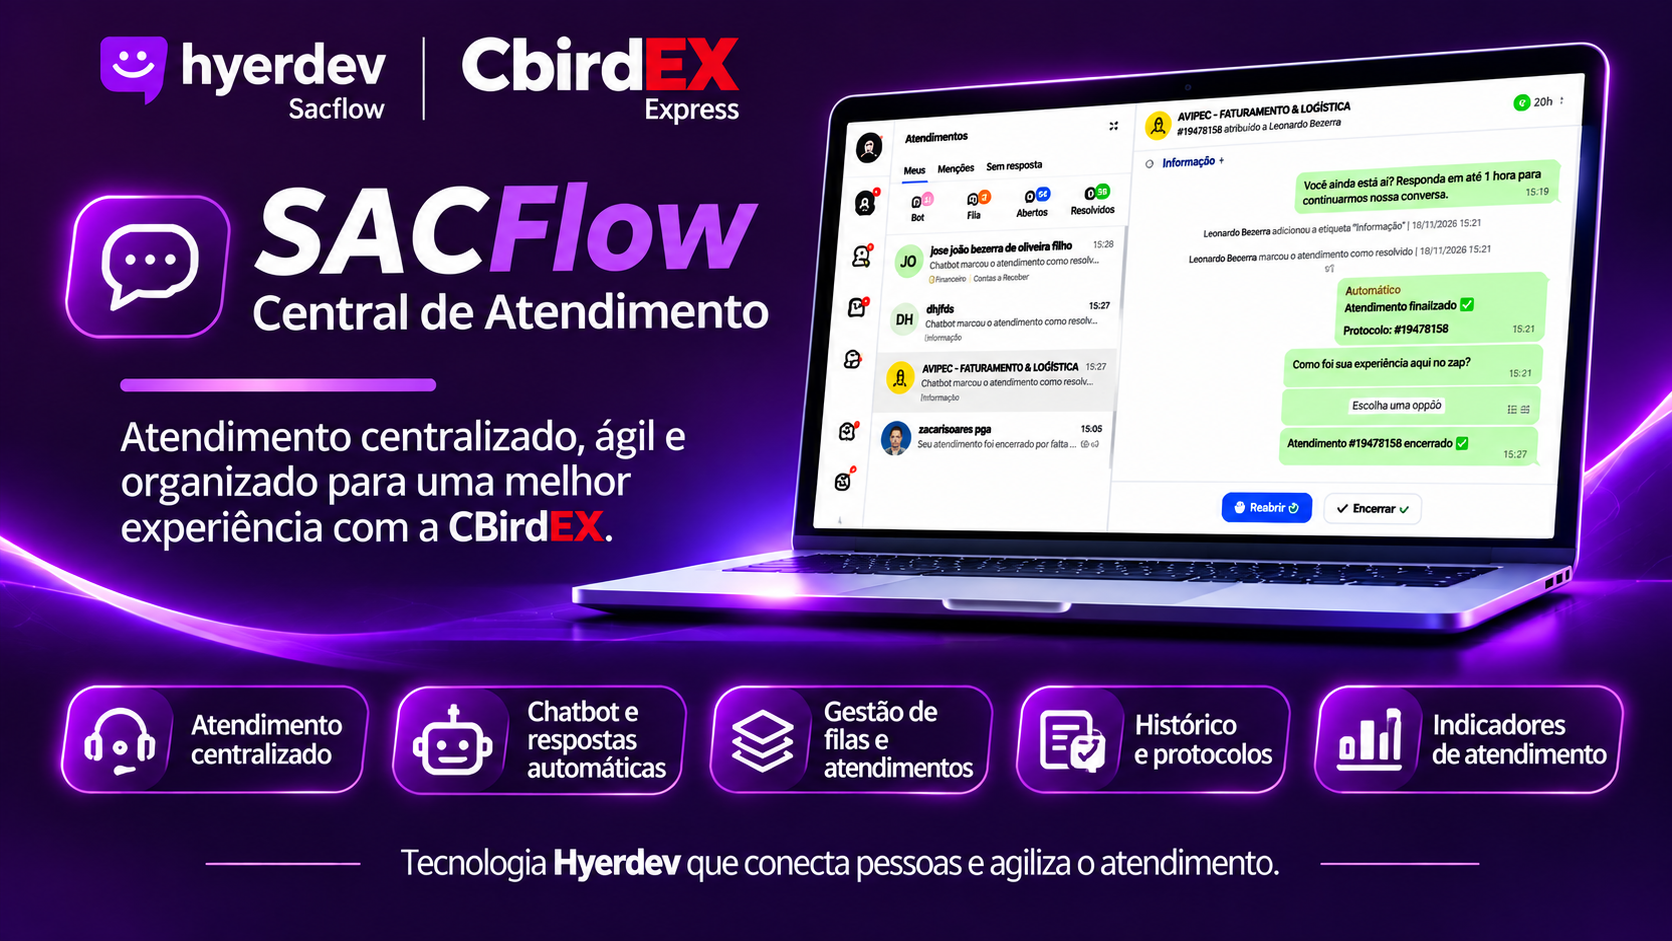 hyerdev
Sacflow
CbirdEX
Express
SACFlow
Central de Atendimento
Atendimento centralizado, ágil e
organizado para uma melhor
experiência com a CBirdEX.
Atendimentos
Meus Menções Sem resposta
Bot Fila Abertos Resolvidos
JO
jose joão bezerra de oliveira filho 15:28
Chatbot marcou o atendimento como resolv...
Financeiro Contas a Receber
DH
dhjfds 15:27
Chatbot marcou o atendimento como resolv...
Informação
AVIPEC - FATURAMENTO & LOGÍSTICA 15:27
Chatbot marcou o atendimento como resolv...
Informação
zacarisoares pga 15:05
Seu atendimento foi encerrado por falta ...
AVIPEC - FATURAMENTO & LOGÍSTICA
#19478158 atribuido a Leonardo Bezerra
20h
Informação +
Você ainda está aí? Responda em até 1 hora para
continuarmos nossa conversa.
15:19
Leonardo Bezerra adicionou a etiqueta "Informação" | 18/11/2026 15:21
Leonardo Bezerra marcou o atendimento como resolvido | 18/11/2026 15:21
Automático
Atendimento finalizado ✅
Protocolo: #19478158
15:21
Como foi sua experiência aqui no zap?
15:21
Escolha uma oppõo
Atendimento #19478158 encerrado ✅
15:27
Reabrir
✓ Encerrar ✓
Atendimento
centralizado
Chatbot e
respostas
automáticas
Gestão de
filas e
atendimentos
Histórico
e protocolos
Indicadores
de atendimento
Tecnologia Hyerdev que conecta pessoas e agiliza o atendimento.